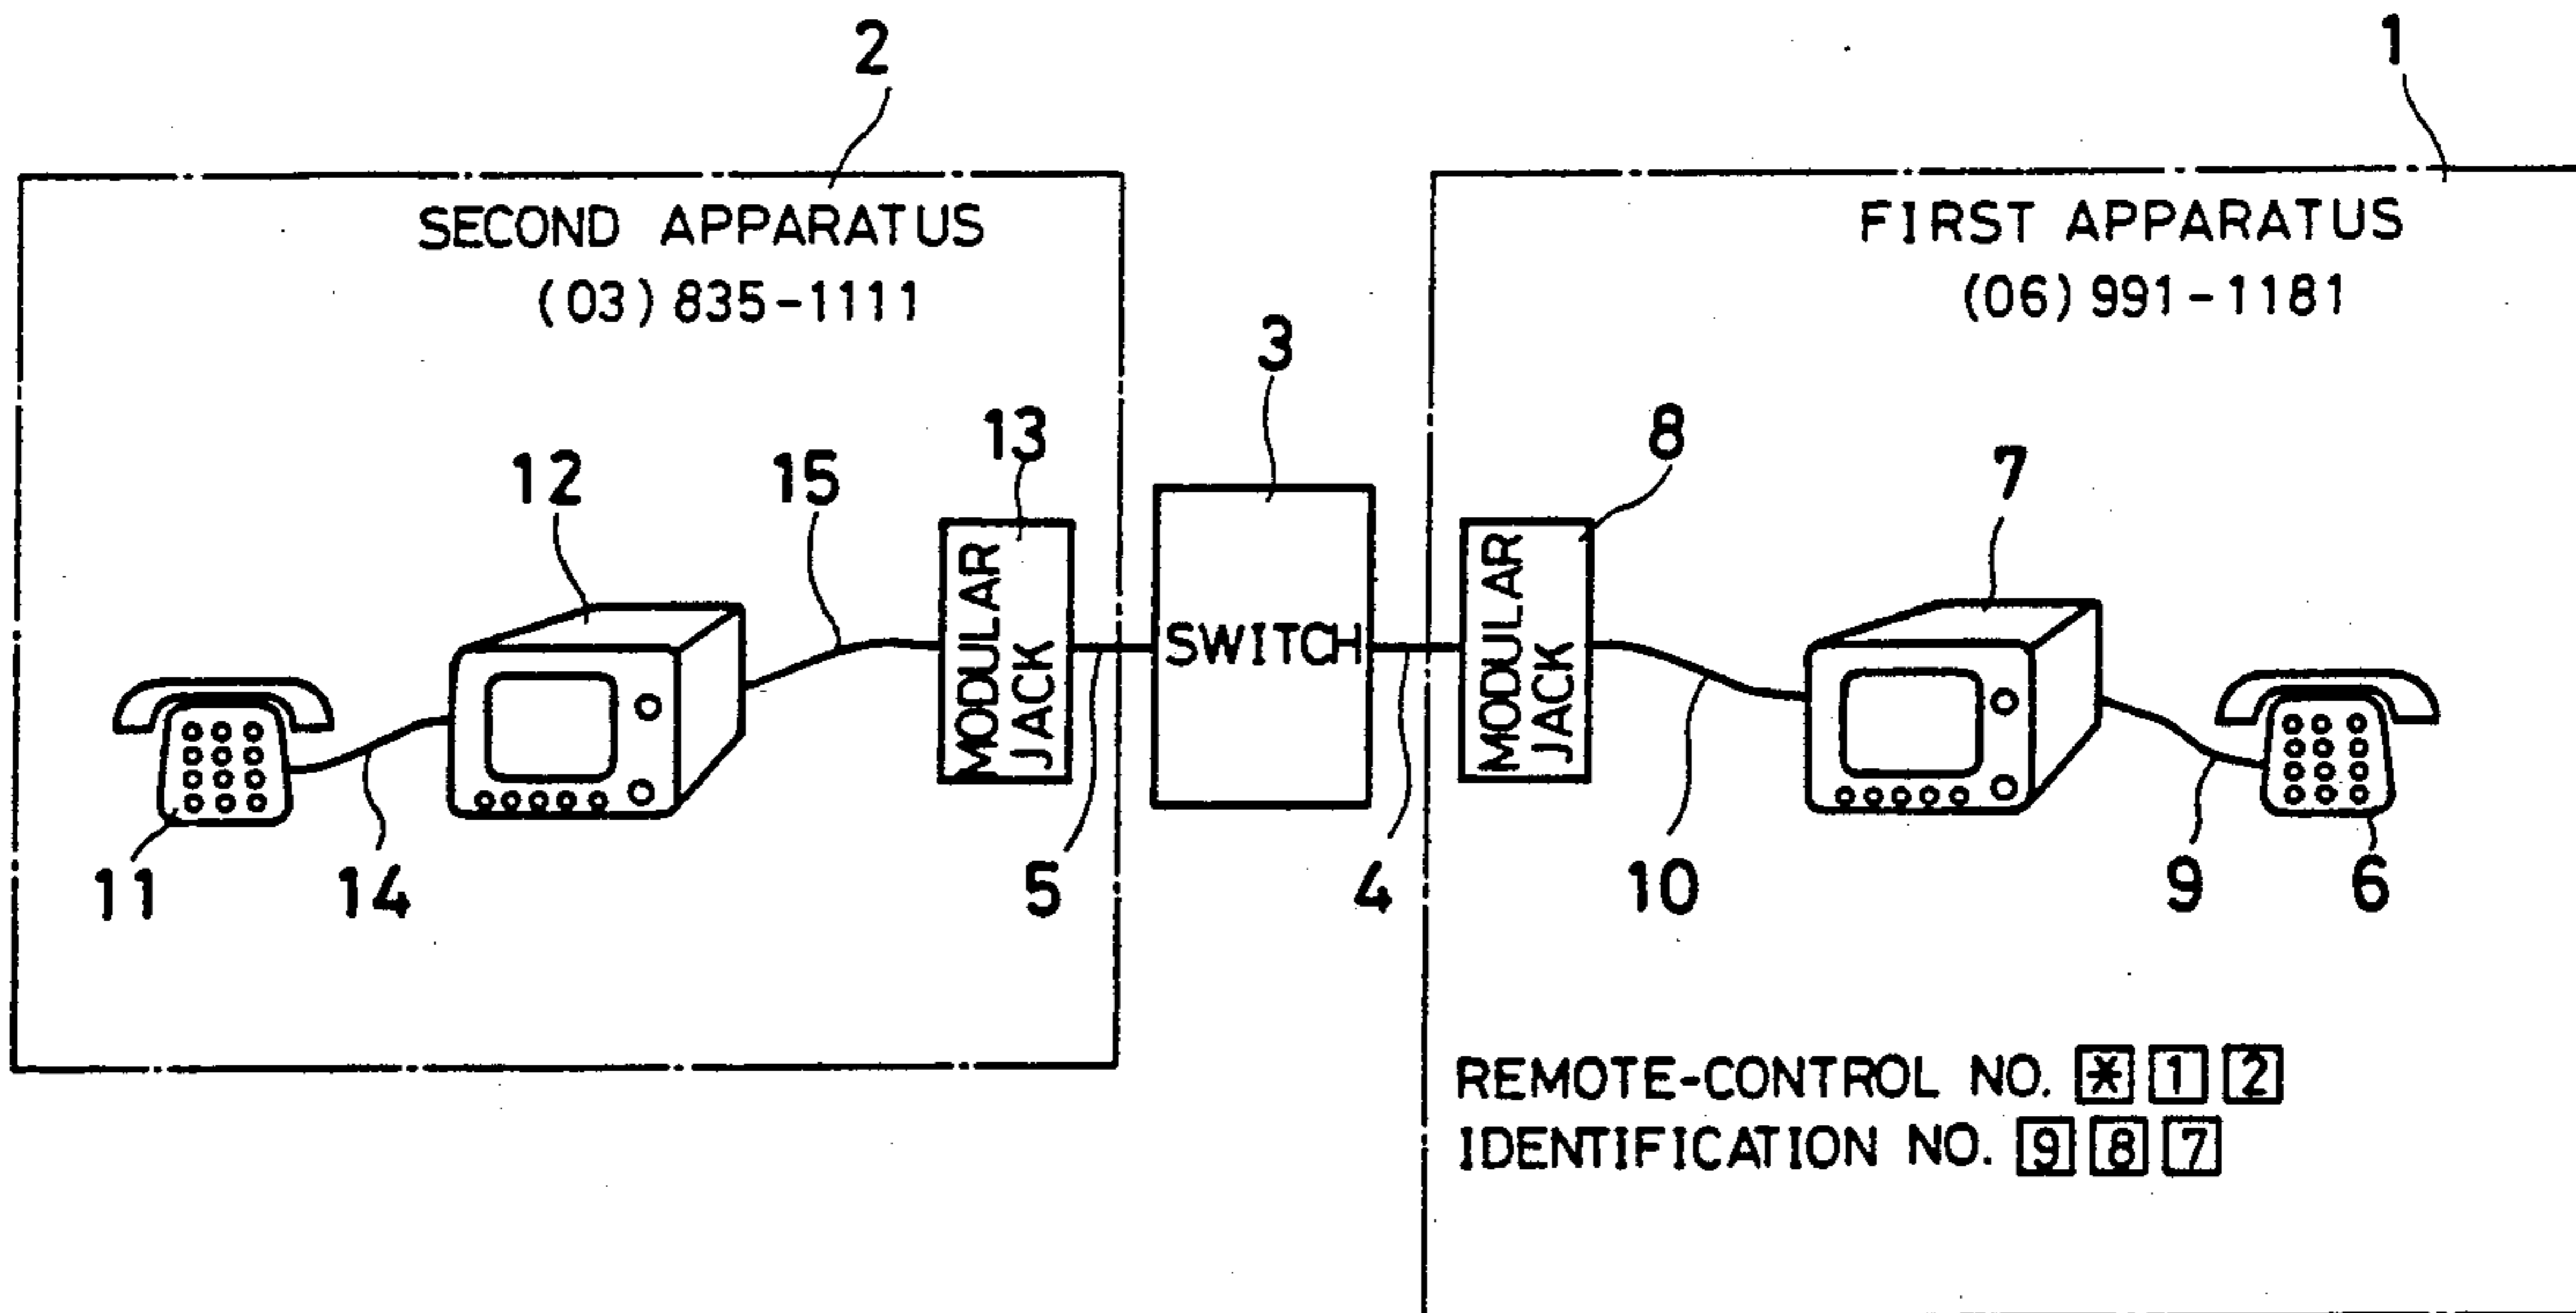 2
1
SECOND APPARATUS
(03) 835-1111
FIRST APPARATUS
(06) 991-1181
3
13
8
12
15
7
MODULAR
JACK
SWITCH
MODULAR
JACK
11
14
5
4
10
9
6
REMOTE-CONTROL NO. * 1 2
IDENTIFICATION NO. 9 8 7